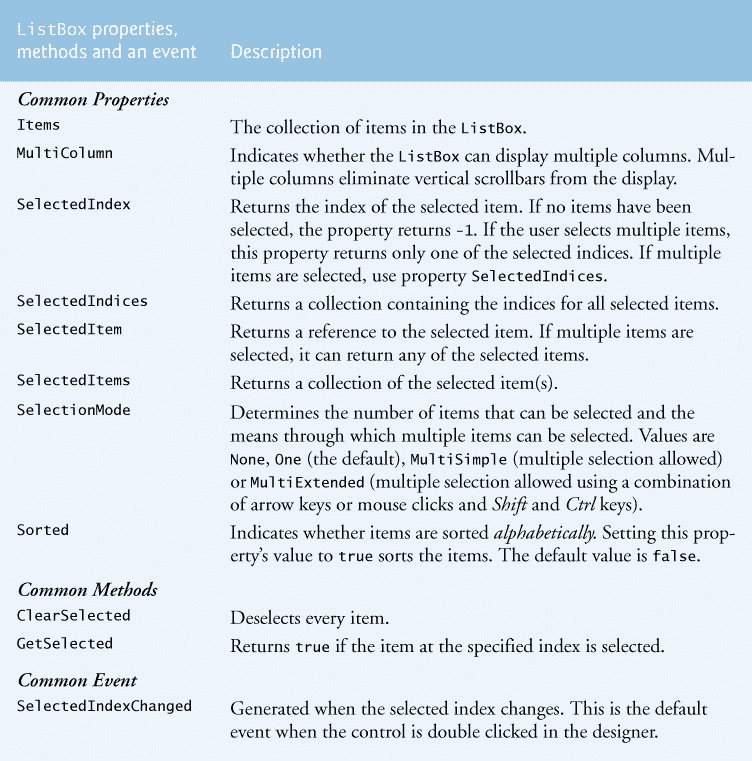 ListBox properties,
methods and an event Description
Common Properties
Items The collection of items in the ListBox.
MultiColumn Indicates whether the ListBox can display multiple columns. Mul-
tiple columns eliminate vertical scrollbars from the display.
SelectedIndex Returns the index of the selected item. If no items have been
selected, the property returns -1. If the user selects multiple items,
this property returns only one of the selected indices. If multiple
items are selected, use property SelectedIndices.
SelectedIndices Returns a collection containing the indices for all selected items.
SelectedItem Returns a reference to the selected item. If multiple items are
selected, it can return any of the selected items.
SelectedItems Returns a collection of the selected item(s).
SelectionMode Determines the number of items that can be selected and the
means through which multiple items can be selected. Values are
None, One (the default), MultiSimple (multiple selection allowed)
or MultiExtended (multiple selection allowed using a combination
of arrow keys or mouse clicks and Shift and Ctrl keys).
Sorted Indicates whether items are sorted alphabetically. Setting this prop-
erty's value to true sorts the items. The default value is false.
Common Methods
ClearSelected Deselects every item.
GetSelected Returns true if the item at the specified index is selected.
Common Event
SelectedIndexChanged Generated when the selected index changes. This is the default
event when the control is double clicked in the designer.